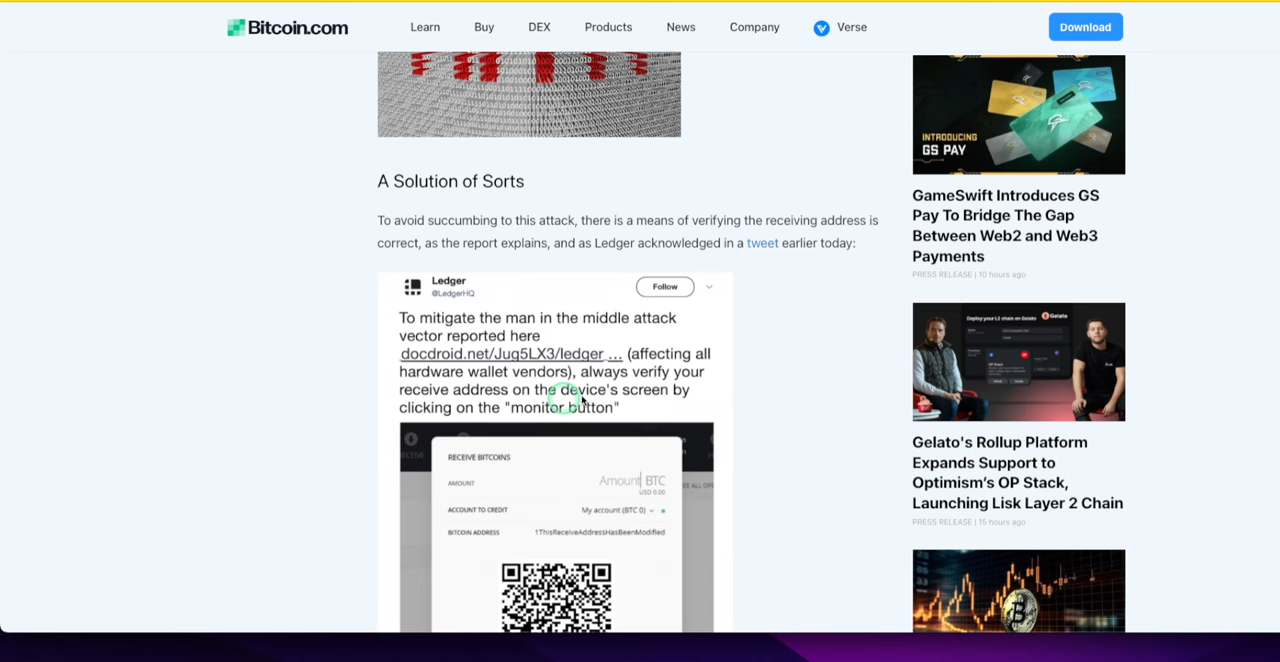 Bitcoin.com
Learn
Buy
DEX
Products
News
Company
Verse
Download
A Solution of Sorts
To avoid succumbing to this attack, there is a means of verifying the receiving address is
correct, as the report explains, and as Ledger acknowledged in a tweet earlier today:
Ledger
@LedgerHQ
Follow
To mitigate the man in the middle attack
vector reported here
docdroid.net/Jug5LX3/ledger ... (affecting all
hardware wallet vendors), always verify your
receive address on the device's screen by
clicking on the "monitor button"
RECEIVE BITCOINS
AMOUNT
Amount BTC
USD 0.00
ACCOUNT TO CREDIT
My account (BTC 0)
BITCOIN ADDRESS
1ThisReceiveAddressHasBeenModified
INTRODUCING
GS PAY
GameSwift Introduces GS
Pay To Bridge The Gap
Between Web2 and Web3
Payments
PRESS RELEASE | 10 hours ago
Deploy your L2 chain on Gelato
Gelato
Gelato's Rollup Platform
Expands Support to
Optimism’s OP Stack,
Launching Lisk Layer 2 Chain
PRESS RELEASE | 15 hours ago